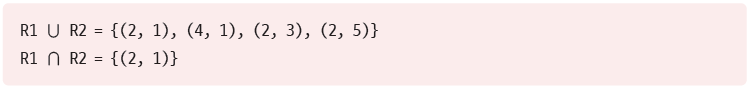 R1 ∪ R2 = {(2, 1), (4, 1), (2, 3), (2, 5)}
R1 ∩ R2 = {(2, 1)}